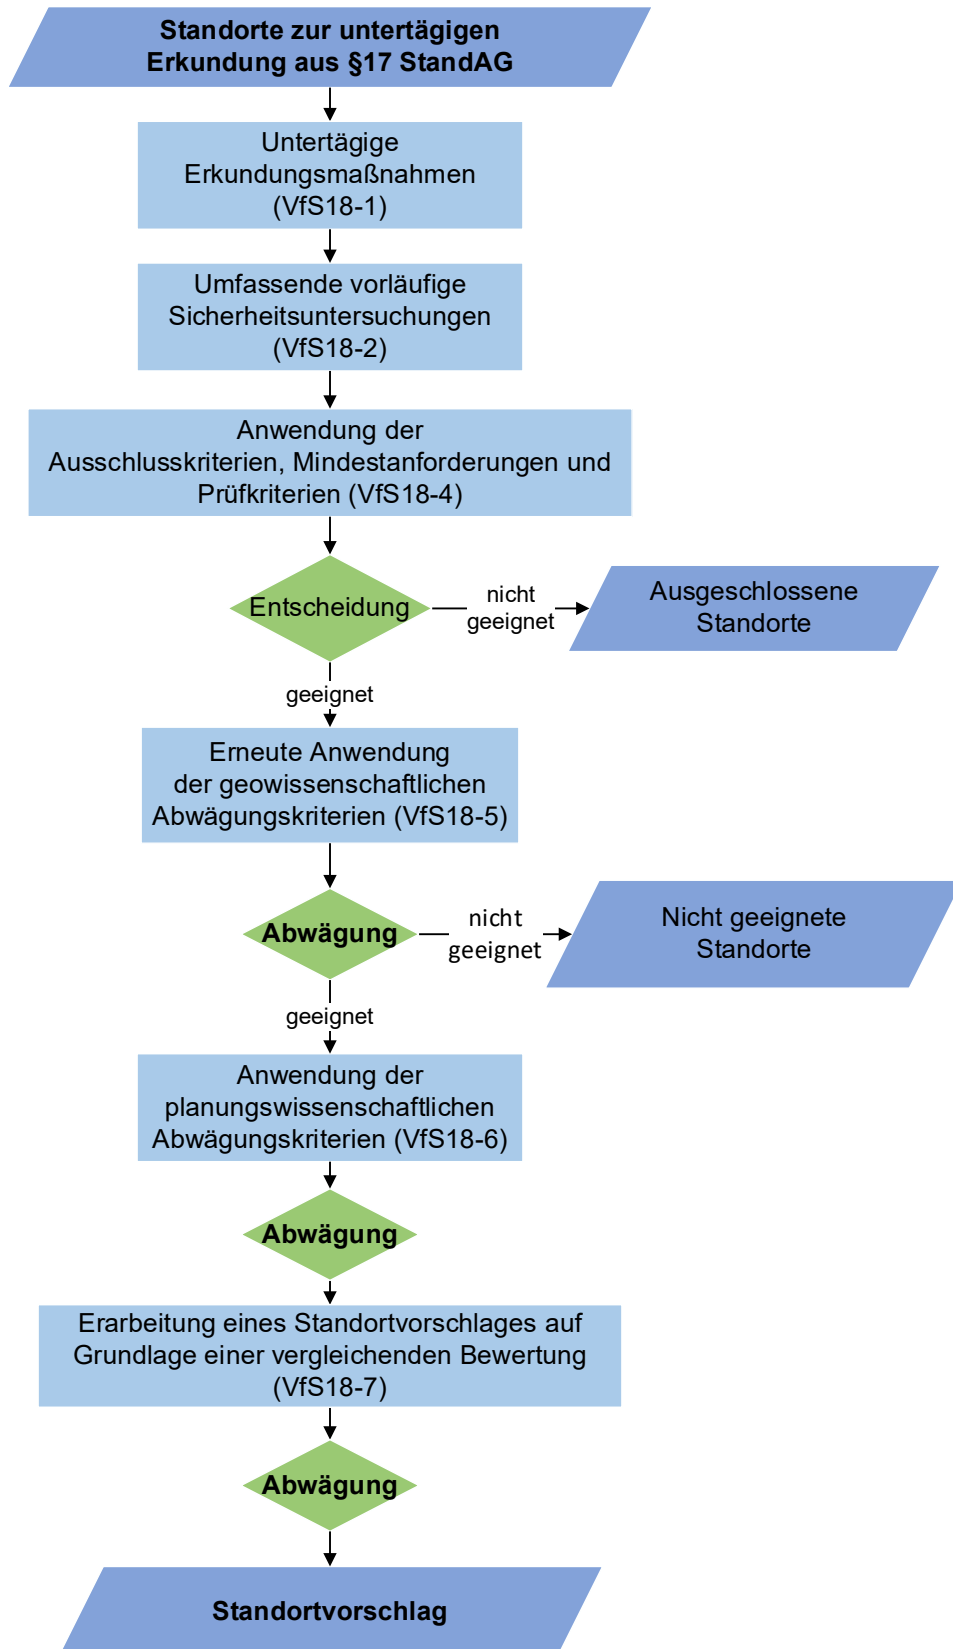 Standorte zur untertägigen
Erkundung aus §17 StandAG
Untertägige
Erkundungsmaßnahmen
(VfS18-1)
Umfassende vorläufige
Sicherheitsuntersuchungen
(VfS18-2)
Anwendung der
Ausschlusskriterien, Mindestanforderungen und
Prüfkriterien (VfS18-4)
Entscheidung
nicht
geeignet
Ausgeschlossene
Standorte
geeignet
Erneute Anwendung
der geowissenschaftlichen
Abwägungskriterien (VfS18-5)
Abwägung
nicht
geeignet
Nicht geeignete
Standorte
geeignet
Anwendung der
planungswissenschaftlichen
Abwägungskriterien (VfS18-6)
Abwägung
Erarbeitung eines Standortvorschlages auf
Grundlage einer vergleichenden Bewertung
(VfS18-7)
Abwägung
Standortvorschlag